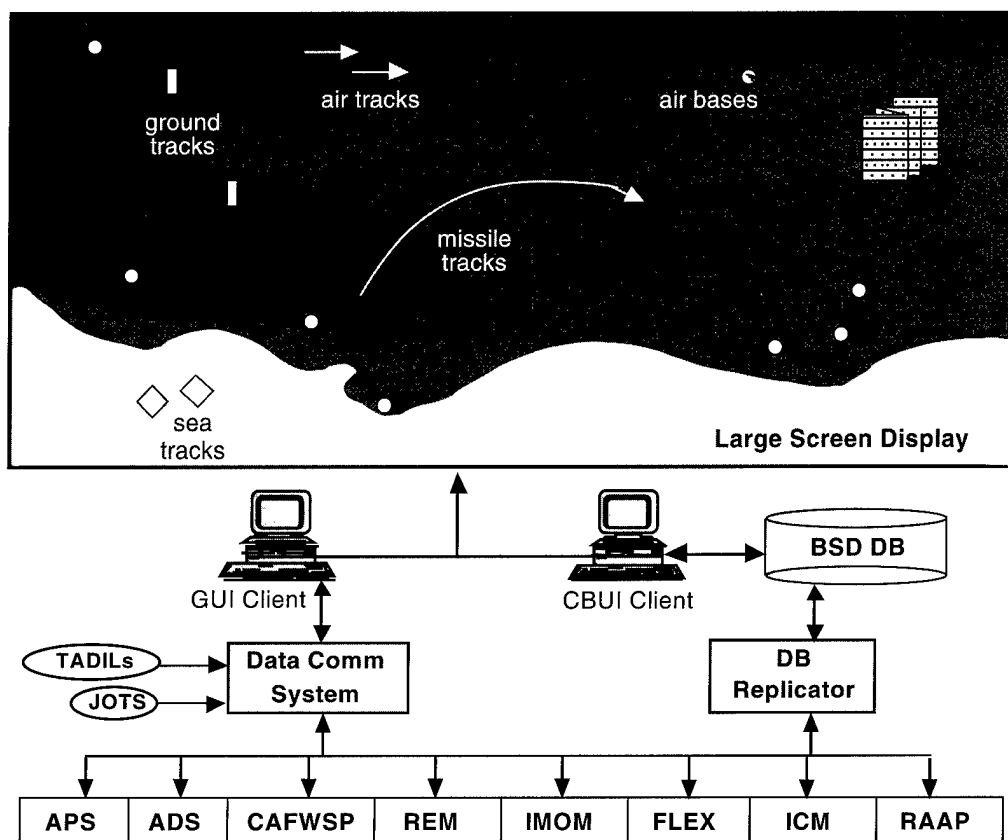 air tracks
air bases
ground
tracks
missile
tracks
sea
tracks
Large Screen Display
BSD DB
GUI Client
CBUI Client
TADILs
JOTS
Data Comm
System
DB
Replicator
APS
ADS
CAFWSP
REM
IMOM
FLEX
ICM
RAAP